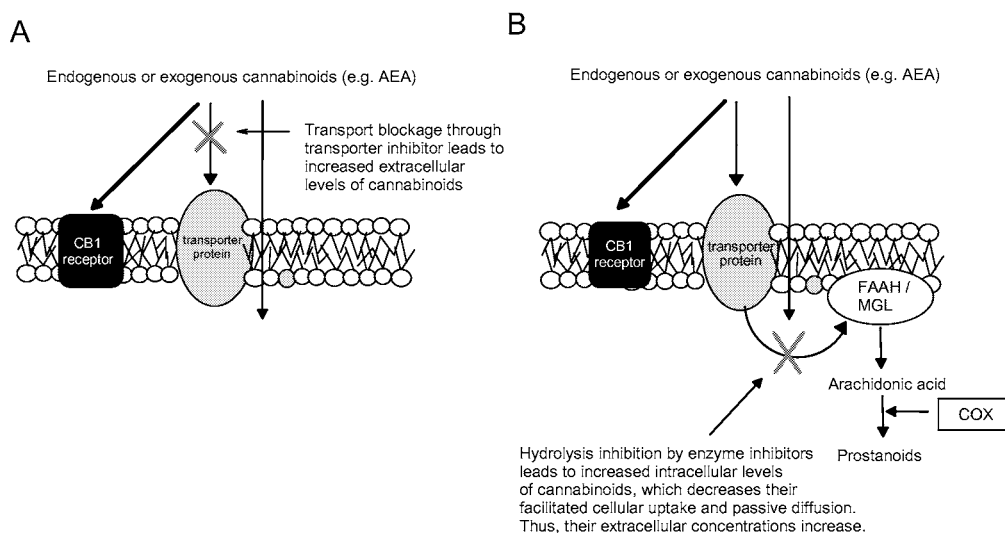 A
Endogenous or exogenous cannabinoids (e.g. AEA)
Transport blockage through
transporter inhibitor leads to
increased extracellular
levels of cannabinoids
CB1
receptor
transporter
protein
B
Endogenous or exogenous cannabinoids (e.g. AEA)
CB1
receptor
transporter
protein
FAAH /
MGL
Arachidonic acid
COX
Prostanoids
Hydrolysis inhibition by enzyme inhibitors
leads to increased intracellular levels
of cannabinoids, which decreases their
facilitated cellular uptake and passive diffusion.
Thus, their extracellular concentrations increase.